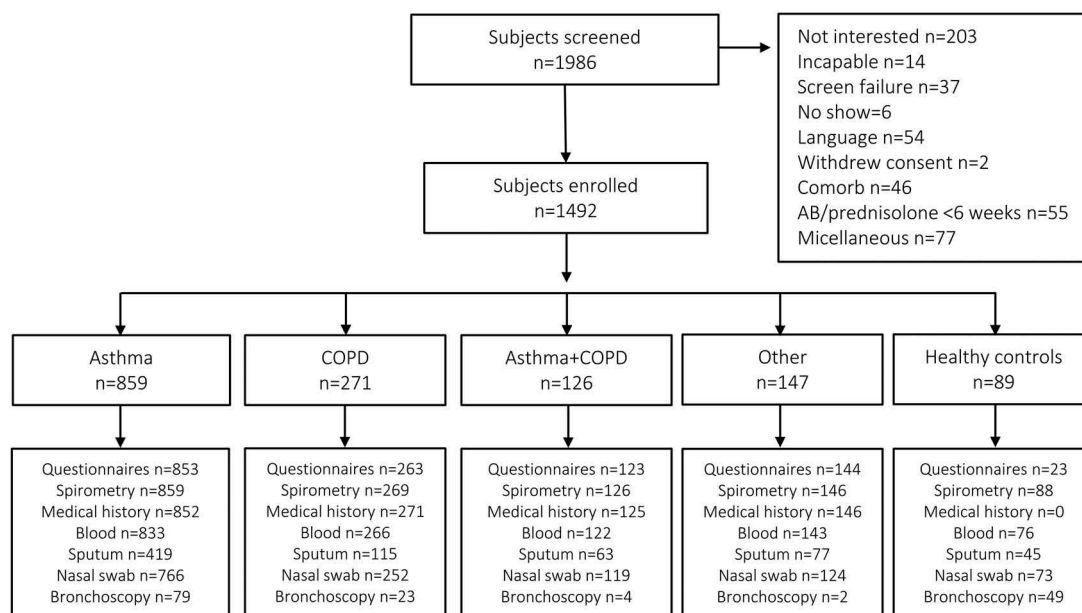 Subjects screened
n=1986
Not interested n=203
Incapable n=14
Screen failure n=37
No show=6
Language n=54
Withdrew consent n=2
Comorb n=46
AB/prednisolone <6 weeks n=55
Micellaneous n=77
Subjects enrolled
n=1492
Asthma
n=859
COPD
n=271
Asthma+COPD
n=126
Other
n=147
Healthy controls
n=89
Questionnaires n=853
Spirometry n=859
Medical history n=852
Blood n=833
Sputum n=419
Nasal swab n=766
Bronchoscopy n=79
Questionnaires n=263
Spirometry n=269
Medical history n=271
Blood n=266
Sputum n=115
Nasal swab n=252
Bronchoscopy n=23
Questionnaires n=123
Spirometry n=126
Medical history n=125
Blood n=122
Sputum n=63
Nasal swab n=119
Bronchoscopy n=4
Questionnaires n=144
Spirometry n=146
Medical history n=146
Blood n=143
Sputum n=77
Nasal swab n=124
Bronchoscopy n=2
Questionnaires n=23
Spirometry n=88
Medical history n=0
Blood n=76
Sputum n=45
Nasal swab n=73
Bronchoscopy n=49